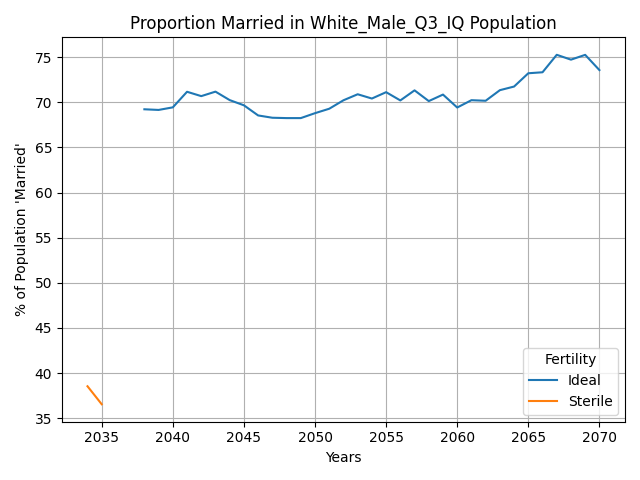 Proportion Married in White_Male_Q3_IQ Population
% of Population 'Married'
75
70
65
60
55
50
45
40
35
Fertility
Ideal
Sterile
2035 2040 2045 2050 2055 2060 2065 2070
Years